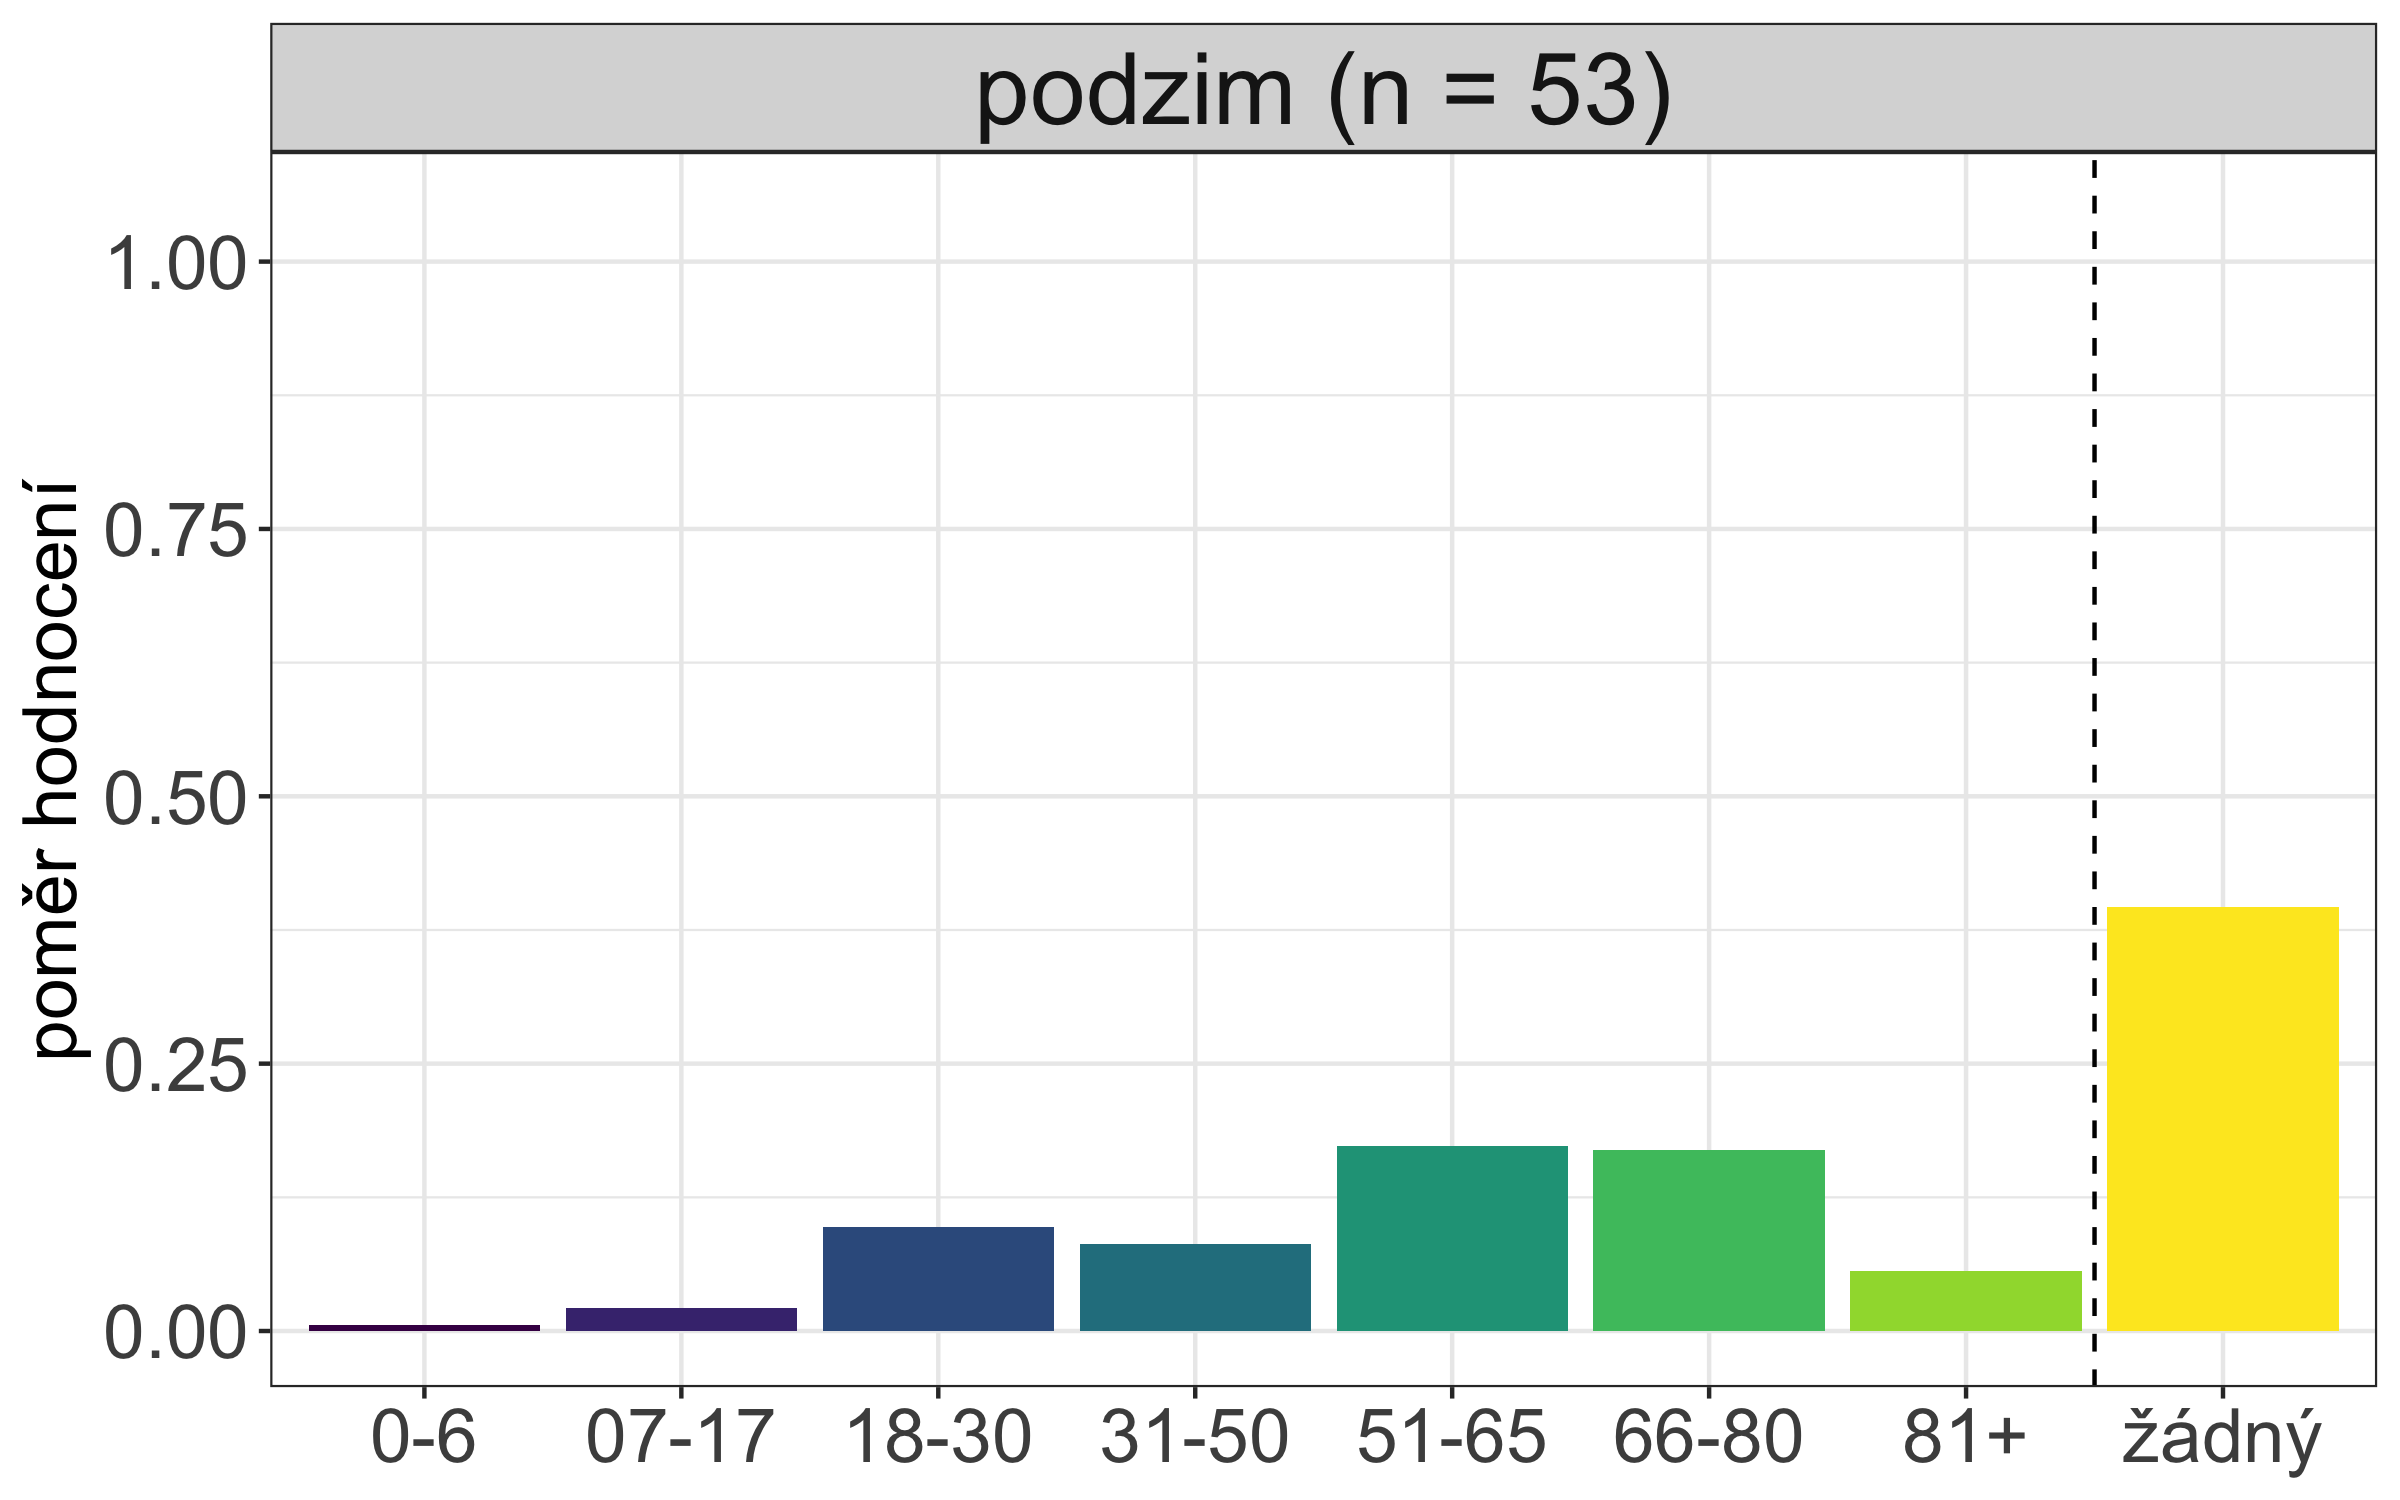 podzim (n = 53)
poměr hodnocení
1.00
0.75
0.50
0.25
0.00
0-6 07-17 18-30 31-50 51-65 66-80 81+ žádný